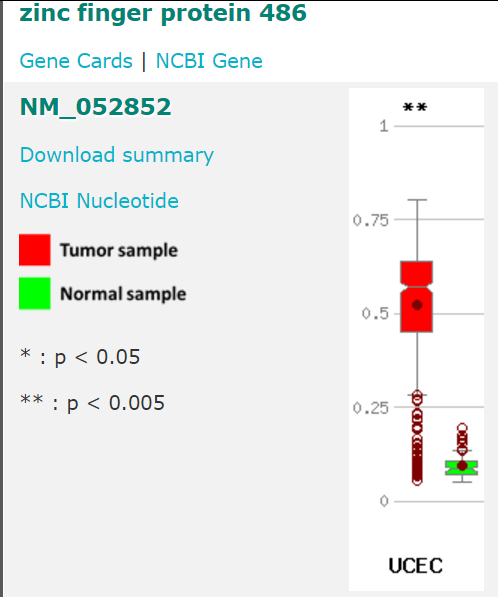 zinc finger protein 486
Gene Cards | NCBI Gene
NM_052852
Download summary
NCBI Nucleotide
Tumor sample
Normal sample
* : p < 0.05
** : p < 0.005
**
1
0.75
0.5
0.25
0
UCEC